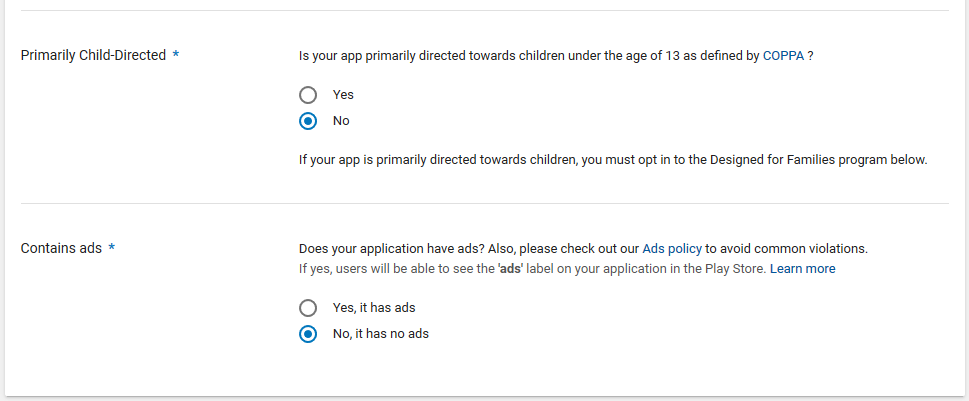 Primarily Child-Directed *
Is your app primarily directed towards children under the age of 13 as defined by COPPA ?
Yes
No
If your app is primarily directed towards children, you must opt in to the Designed for Families program below.
Contains ads *
Does your application have ads? Also, please check out our Ads policy to avoid common violations.
If yes, users will be able to see the 'ads' label on your application in the Play Store. Learn more
Yes, it has ads
No, it has no ads